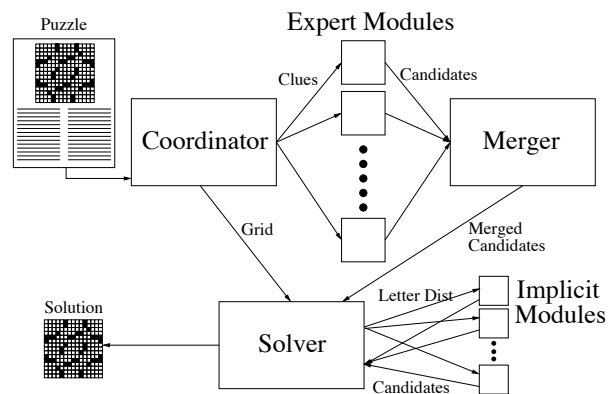 Puzzle
Expert Modules
Clues
Candidates
Coordinator
Merger
Grid
Merged
Candidates
Solution
Letter Dist
Implicit
Modules
Solver
Candidates